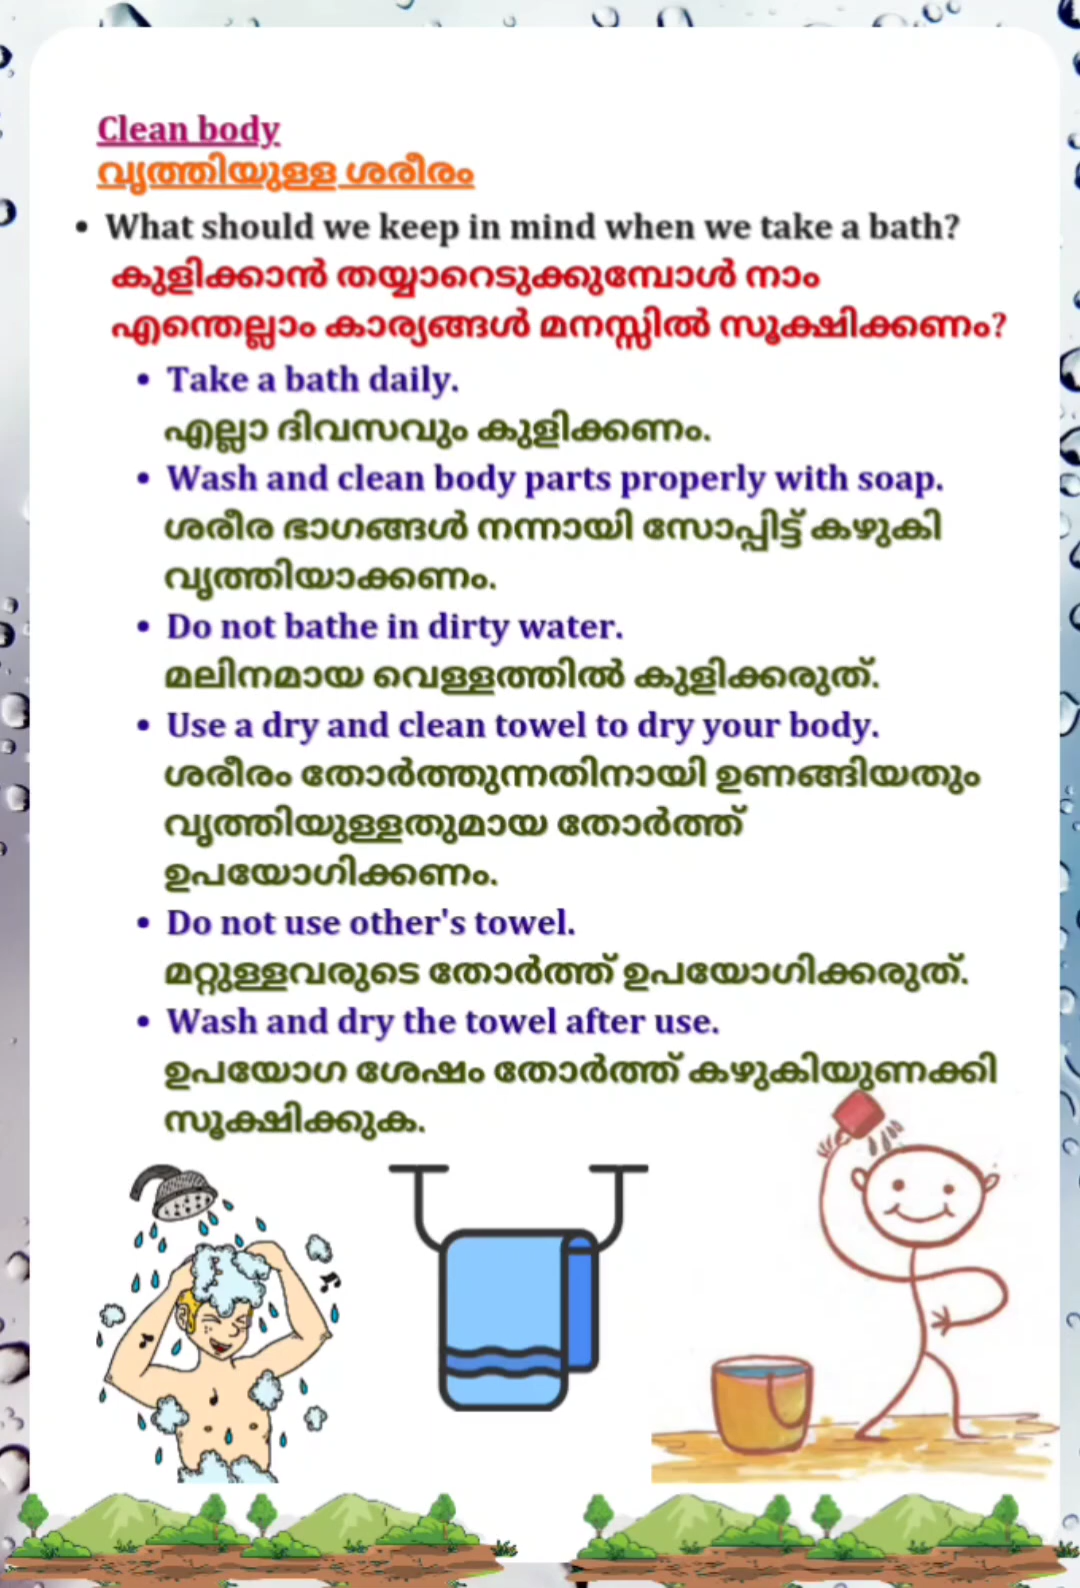 Clean body
വൃത്തിയുള്ള ശരീരം
• What should we keep in mind when we take a bath?
കുളിക്കാൻ തയ്യാറെടുക്കുമ്പോൾ നാം
എന്തെല്ലാം കാര്യങ്ങൾ മനസ്സിൽ സൂക്ഷിക്കണം?
• Take a bath daily.
എല്ലാ ദിവസവും കുളിക്കണം.
• Wash and clean body parts properly with soap.
ശരീര ഭാഗങ്ങൾ നന്നായി സോപ്പിട്ട് കഴുകി
വൃത്തിയാക്കണം.
• Do not bathe in dirty water.
മലിനമായ വെള്ളത്തിൽ കുളിക്കരുത്.
• Use a dry and clean towel to dry your body.
ശരീരം തോർത്തുന്നതിനായി ഉണങ്ങിയതും
വൃത്തിയുള്ളതുമായ തോർത്ത്
ഉപയോഗിക്കണം.
• Do not use other's towel.
മറ്റുള്ളവരുടെ തോർത്ത് ഉപയോഗിക്കരുത്.
• Wash and dry the towel after use.
ഉപയോഗ ശേഷം തോർത്ത് കഴുകിയുണക്കി
സൂക്ഷിക്കുക.